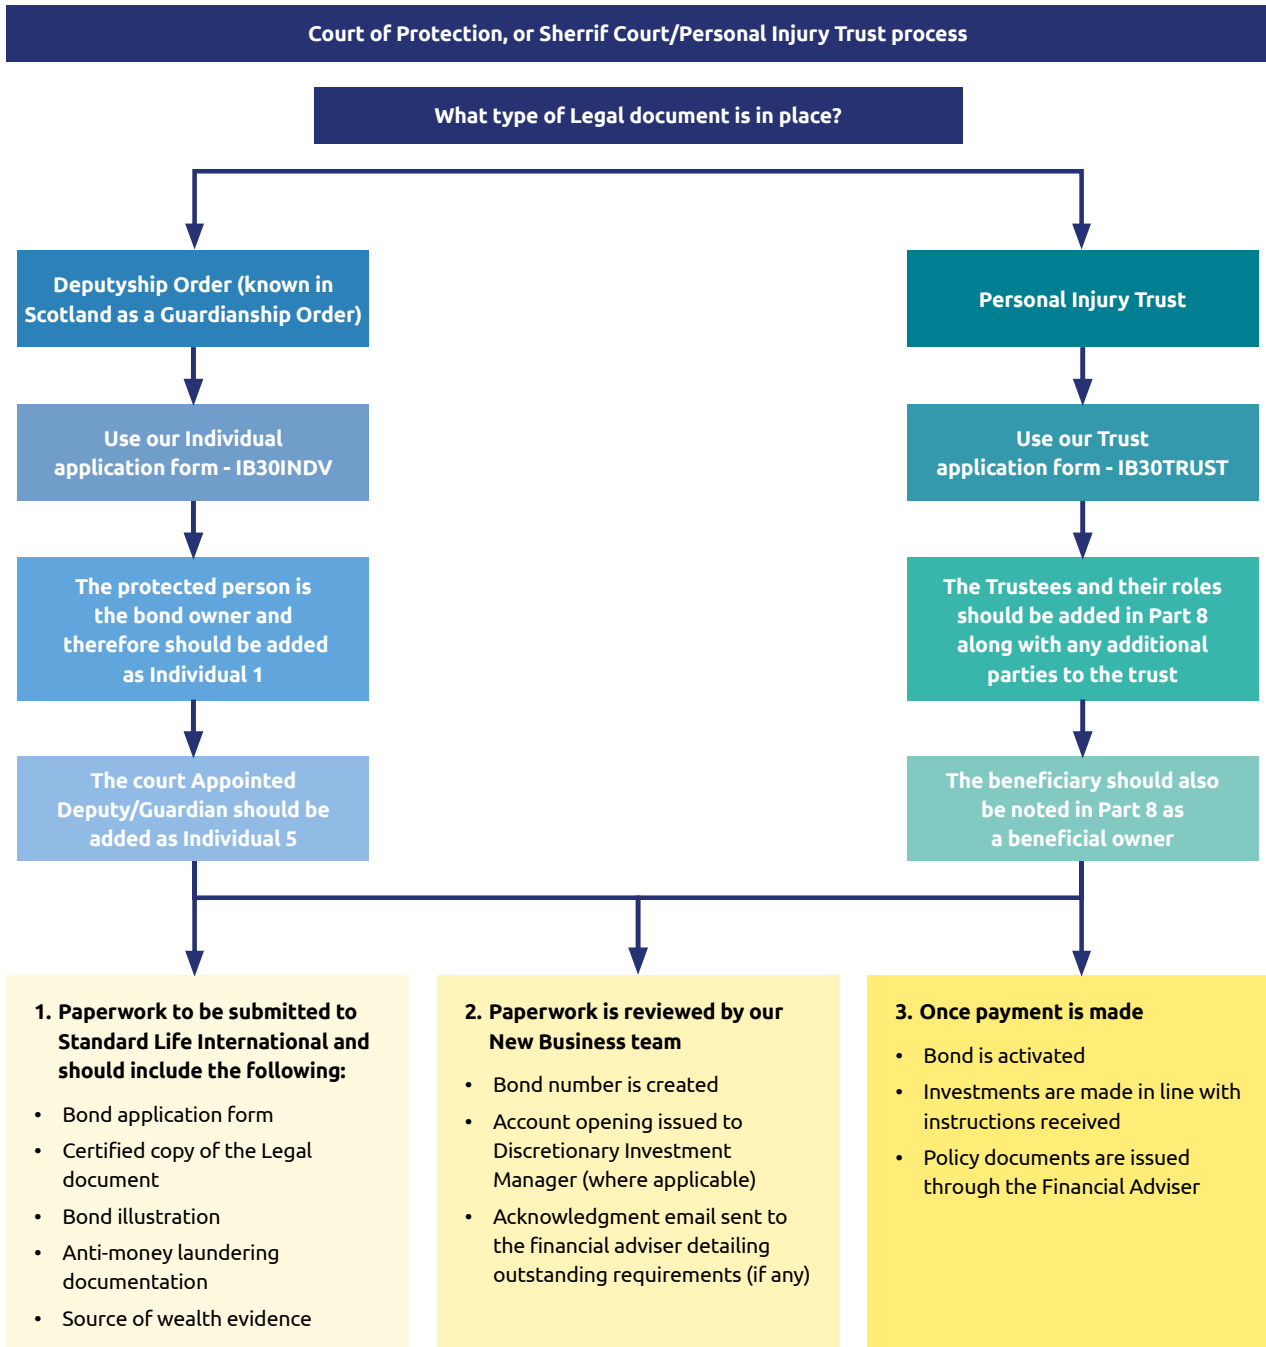 Court of Protection, or Sherrif Court/Personal Injury Trust process
What type of Legal document is in place?
Deputyship Order (known in
Scotland as a Guardianship Order)
Use our Individual
application form - IB30INDV
The protected person is
the bond owner and
therefore should be added
as Individual 1
The court Appointed
Deputy/Guardian should be
added as Individual 5
Personal Injury Trust
Use our Trust
application form - IB30TRUST
The Trustees and their roles
should be added in Part 8
along with any additional
parties to the trust
The beneficiary should also
be noted in Part 8 as
a beneficial owner
1. Paperwork to be submitted to
Standard Life International and
should include the following:
• Bond application form
• Certified copy of the Legal
document
• Bond illustration
• Anti-money laundering
documentation
• Source of wealth evidence
2. Paperwork is reviewed by our
New Business team
• Bond number is created
• Account opening issued to
Discretionary Investment
Manager (where applicable)
• Acknowledgment email sent to
the financial adviser detailing
outstanding requirements (if any)
3. Once payment is made
• Bond is activated
• Investments are made in line with
instructions received
• Policy documents are issued
through the Financial Adviser